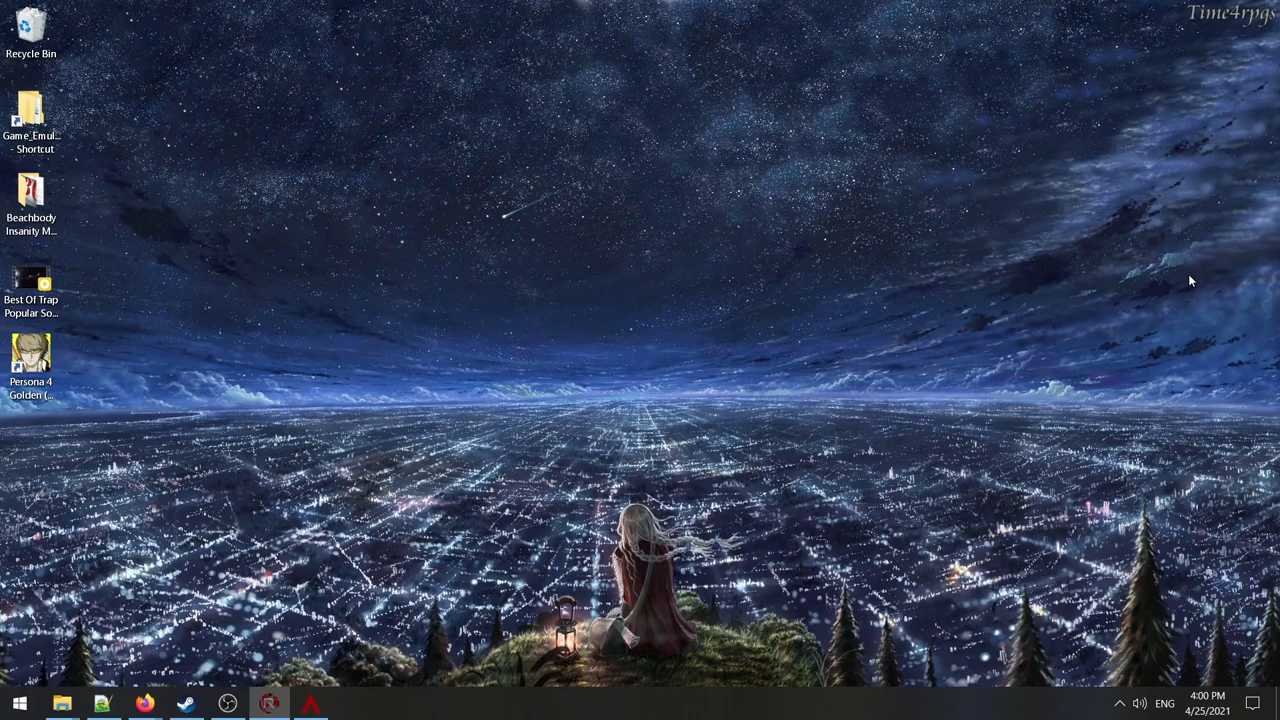 Time4rpgs
Recycle Bin
Game_Emul...
- Shortcut
Beachbody
Insanity M...
Best Of Trap
Popular So...
Persona 4
Golden (...
ENG
4:00 PM
4/25/2021